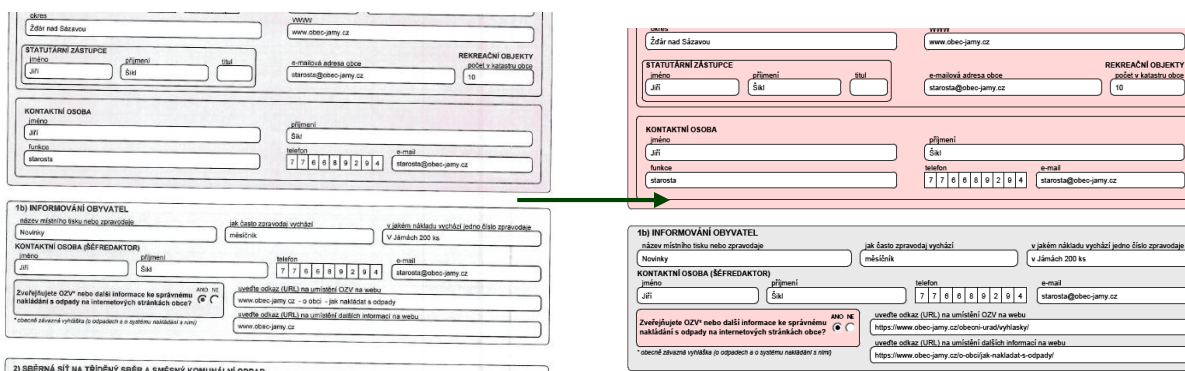 okres
WWW
Žďár nad Sázavou
www.obec-jamy.cz
STATUTÁRNÍ ZÁSTUPCE
REKREAČNÍ OBJEKTY
jméno
příjmení
titul
e-mailová adresa obce
počet v katastru obce
Jiří
Šikl
starosta@obec-jamy.cz
10
KONTAKTNÍ OSOBA
jméno
příjmení
Jiří
Šikl
funkce
telefon
e-mail
starosta
7 7 6 6 8 9 2 9 4
starosta@obec-jamy.cz
1b) INFORMOVÁNÍ OBYVATEL
název místního tisku nebo zpravodaje
jak často zpravodaj vychází
v jakém nákladu vychází jedno číslo zpravodaje
Novinky
měsíčník
V Jámách 200 ks
KONTAKTNÍ OSOBA (ŠÉFREDAKTOR)
jméno
příjmení
telefon
e-mail
Jiří
Šikl
7 7 6 6 8 9 2 9 4
starosta@obec-jamy.cz
Zveřejňujete OZV* nebo další informace ke správnému
nakládání s odpady na internetových stránkách obce?
ANO NE
uveďte odkaz (URL) na umístění OZV na webu
www.obec-jamy.cz - o obci - jak nakládat s odpady
uveďte odkaz (URL) na umístění dalších informací na webu
www.obec-jamy.cz
* obecně závazná vyhláška (o odpadech a o systému nakládání s nimi)
2) SBĚRNÁ SÍŤ NA TŘÍDĚNÝ SBĚR A SMĚSNÝ KOMUNÁLNÍ ODPAD
okres
WWW
Žďár nad Sázavou
www.obec-jamy.cz
STATUTÁRNÍ ZÁSTUPCE
REKREAČNÍ OBJEKTY
jméno
příjmení
titul
e-mailová adresa obce
počet v katastru obce
Jiří
Šikl
starosta@obec-jamy.cz
10
KONTAKTNÍ OSOBA
jméno
příjmení
Jiří
Šikl
funkce
telefon
e-mail
starosta
7 7 6 6 8 9 2 9 4
starosta@obec-jamy.cz
1b) INFORMOVÁNÍ OBYVATEL
název místního tisku nebo zpravodaje
jak často zpravodaj vychází
v jakém nákladu vychází jedno číslo zpravodaje
Novinky
měsíčník
v Jámách 200 ks
KONTAKTNÍ OSOBA (ŠÉFREDAKTOR)
jméno
příjmení
telefon
e-mail
Jiří
Šikl
7 7 6 6 8 9 2 9 4
starosta@obec-jamy.cz
Zveřejňujete OZV* nebo další informace ke správnému
nakládání s odpady na internetových stránkách obce?
ANO NE
uveďte odkaz (URL) na umístění OZV na webu
https://www.obec-jamy.cz/obecni-urad/vyhlasky/
uveďte odkaz (URL) na umístění dalších informací na webu
https://www.obec-jamy.cz/o-obci/jak-nakladat-s-odpady/
* obecně závazná vyhláška (o odpadech a o systému nakládání s nimi)